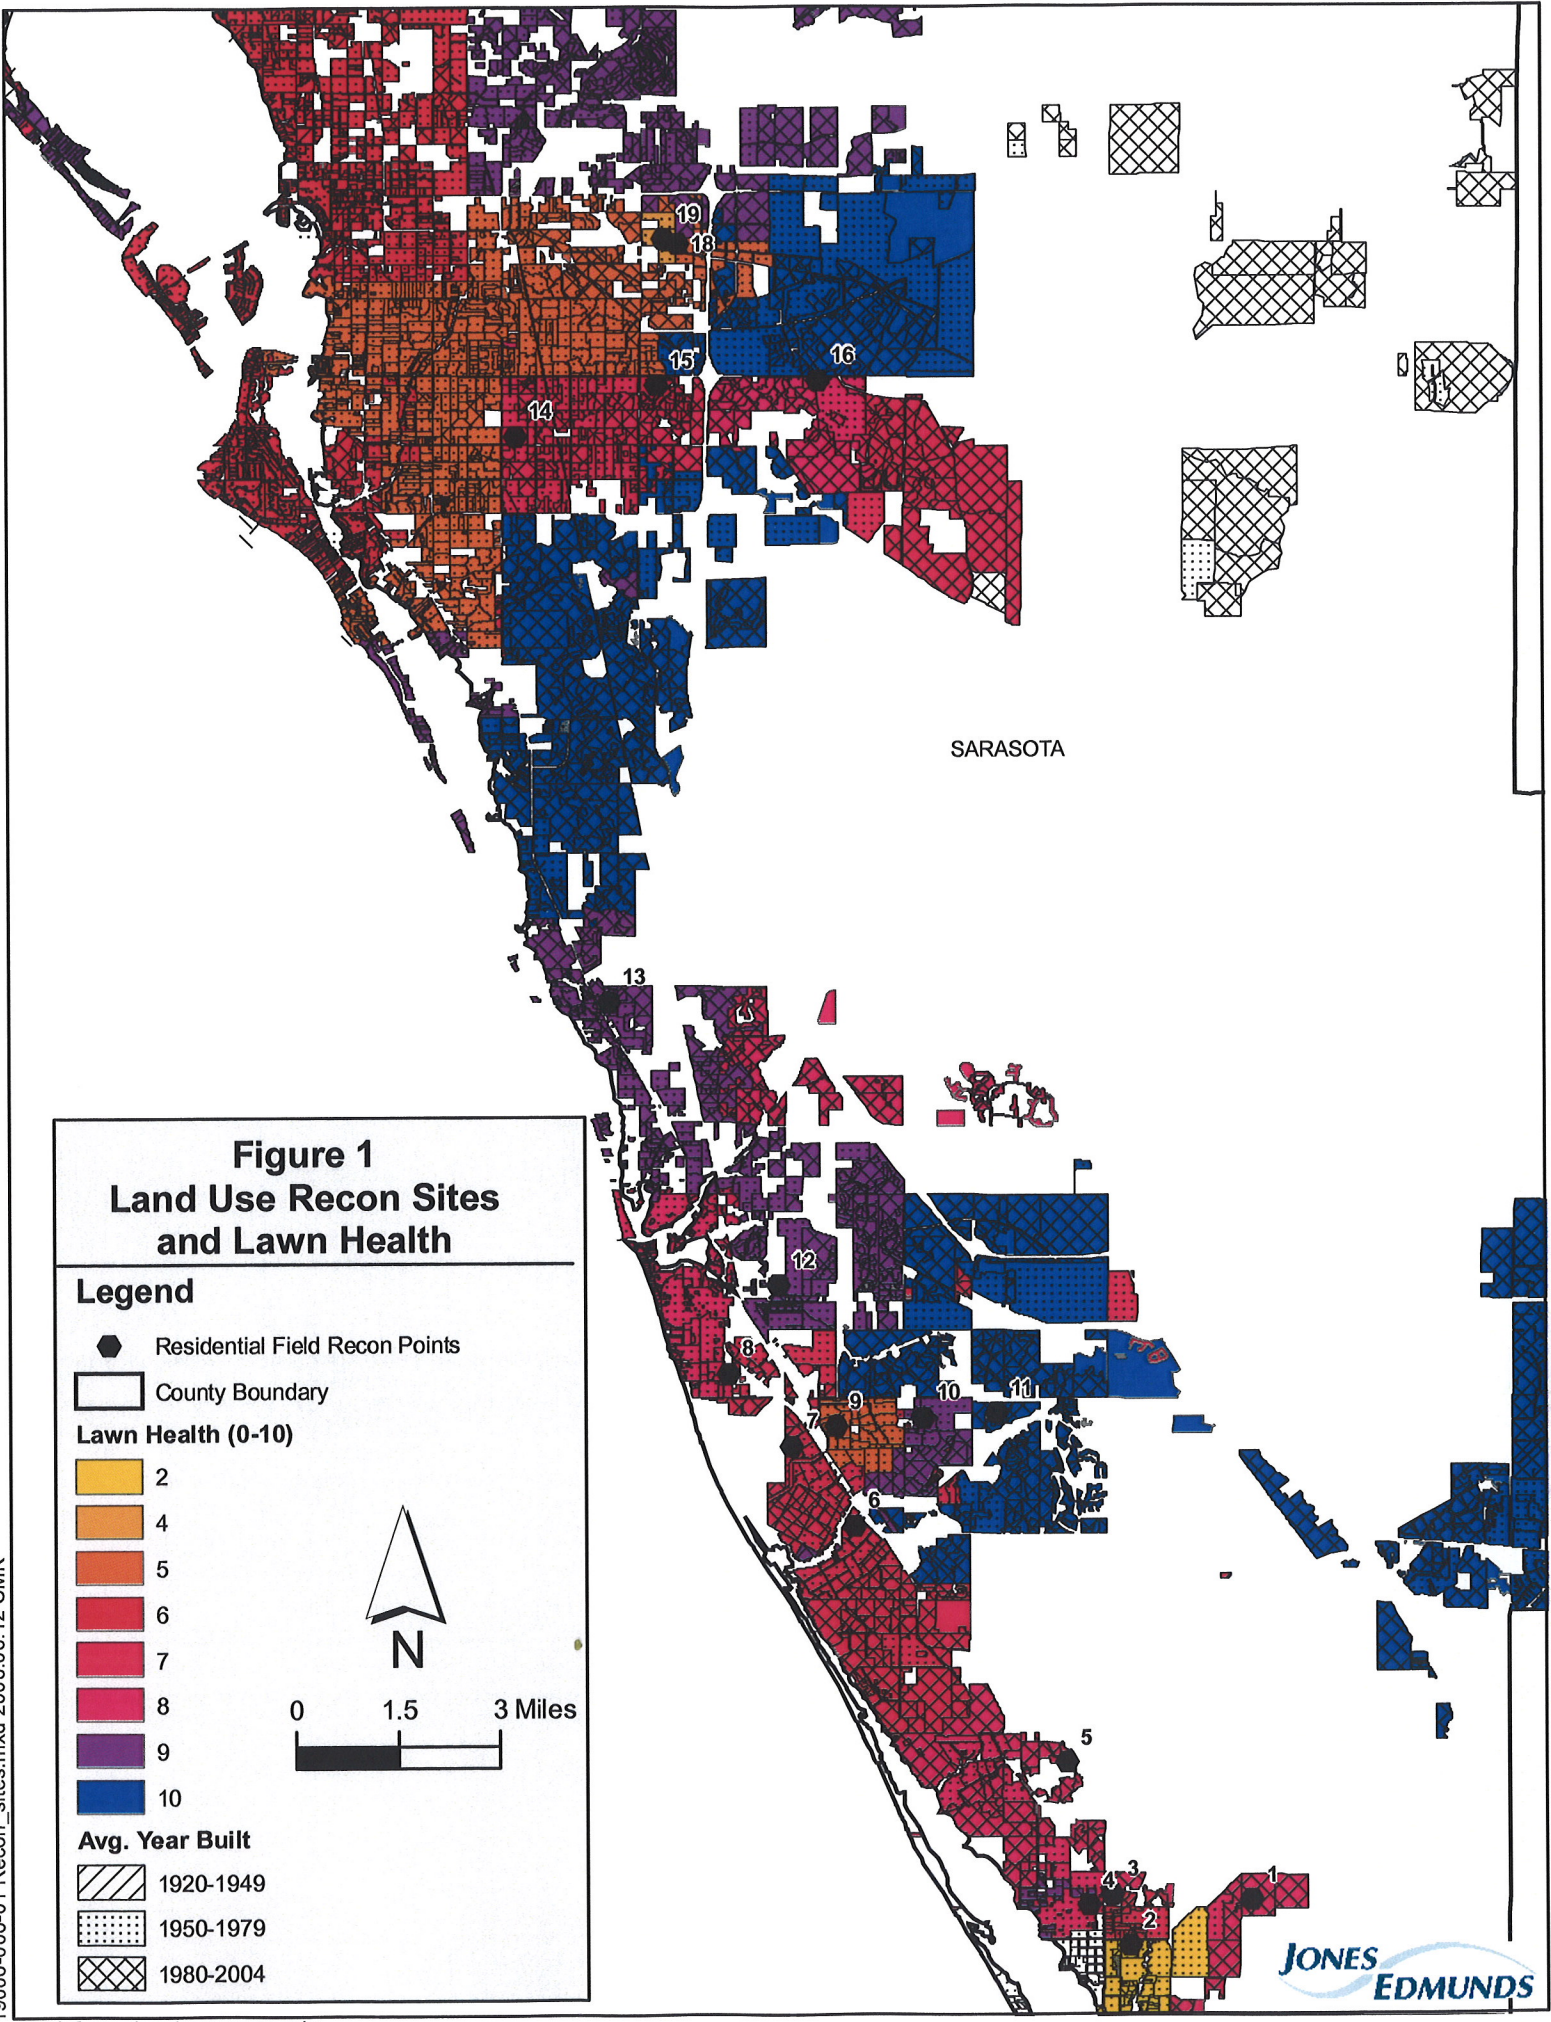 19
18
15
16
14
SARASOTA
13
12
8
10
11
9
7
6
5
3
4
1
2
Figure 1
Land Use Recon Sites
and Lawn Health
Legend
Residential Field Recon Points
County Boundary
Lawn Health (0-10)
2
4
5
6
7
8
9
10
N
0 1.5 3 Miles
Avg. Year Built
1920-1949
1950-1979
1980-2004
JONES
EDMUNDS